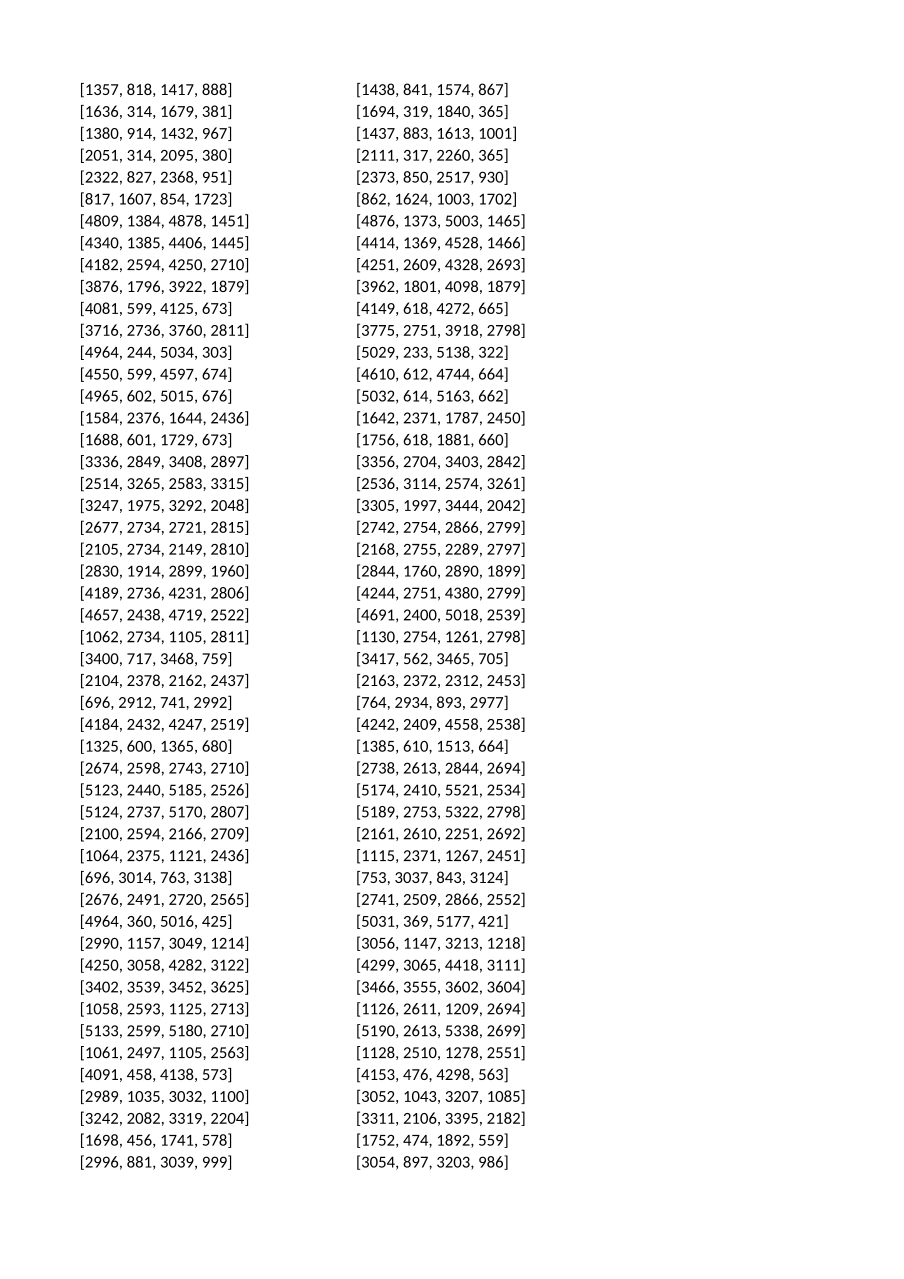 [1357, 818, 1417, 888] [1438, 841, 1574, 867]
[1636, 314, 1679, 381] [1694, 319, 1840, 365]
[1380, 914, 1432, 967] [1437, 883, 1613, 1001]
[2051, 314, 2095, 380] [2111, 317, 2260, 365]
[2322, 827, 2368, 951] [2373, 850, 2517, 930]
[817, 1607, 854, 1723] [862, 1624, 1003, 1702]
[4809, 1384, 4878, 1451] [4876, 1373, 5003, 1465]
[4340, 1385, 4406, 1445] [4414, 1369, 4528, 1466]
[4182, 2594, 4250, 2710] [4251, 2609, 4328, 2693]
[3876, 1796, 3922, 1879] [3962, 1801, 4098, 1879]
[4081, 599, 4125, 673] [4149, 618, 4272, 665]
[3716, 2736, 3760, 2811] [3775, 2751, 3918, 2798]
[4964, 244, 5034, 303] [5029, 233, 5138, 322]
[4550, 599, 4597, 674] [4610, 612, 4744, 664]
[4965, 602, 5015, 676] [5032, 614, 5163, 662]
[1584, 2376, 1644, 2436] [1642, 2371, 1787, 2450]
[1688, 601, 1729, 673] [1756, 618, 1881, 660]
[3336, 2849, 3408, 2897] [3356, 2704, 3403, 2842]
[2514, 3265, 2583, 3315] [2536, 3114, 2574, 3261]
[3247, 1975, 3292, 2048] [3305, 1997, 3444, 2042]
[2677, 2734, 2721, 2815] [2742, 2754, 2866, 2799]
[2105, 2734, 2149, 2810] [2168, 2755, 2289, 2797]
[2830, 1914, 2899, 1960] [2844, 1760, 2890, 1899]
[4189, 2736, 4231, 2806] [4244, 2751, 4380, 2799]
[4657, 2438, 4719, 2522] [4691, 2400, 5018, 2539]
[1062, 2734, 1105, 2811] [1130, 2754, 1261, 2798]
[3400, 717, 3468, 759] [3417, 562, 3465, 705]
[2104, 2378, 2162, 2437] [2163, 2372, 2312, 2453]
[696, 2912, 741, 2992] [764, 2934, 893, 2977]
[4184, 2432, 4247, 2519] [4242, 2409, 4558, 2538]
[1325, 600, 1365, 680] [1385, 610, 1513, 664]
[2674, 2598, 2743, 2710] [2738, 2613, 2844, 2694]
[5123, 2440, 5185, 2526] [5174, 2410, 5521, 2534]
[5124, 2737, 5170, 2807] [5189, 2753, 5322, 2798]
[2100, 2594, 2166, 2709] [2161, 2610, 2251, 2692]
[1064, 2375, 1121, 2436] [1115, 2371, 1267, 2451]
[696, 3014, 763, 3138] [753, 3037, 843, 3124]
[2676, 2491, 2720, 2565] [2741, 2509, 2866, 2552]
[4964, 360, 5016, 425] [5031, 369, 5177, 421]
[2990, 1157, 3049, 1214] [3056, 1147, 3213, 1218]
[4250, 3058, 4282, 3122] [4299, 3065, 4418, 3111]
[3402, 3539, 3452, 3625] [3466, 3555, 3602, 3604]
[1058, 2593, 1125, 2713] [1126, 2611, 1209, 2694]
[5133, 2599, 5180, 2710] [5190, 2613, 5338, 2699]
[1061, 2497, 1105, 2563] [1128, 2510, 1278, 2551]
[4091, 458, 4138, 573] [4153, 476, 4298, 563]
[2989, 1035, 3032, 1100] [3052, 1043, 3207, 1085]
[3242, 2082, 3319, 2204] [3311, 2106, 3395, 2182]
[1698, 456, 1741, 578] [1752, 474, 1892, 559]
[2996, 881, 3039, 999] [3054, 897, 3203, 986]